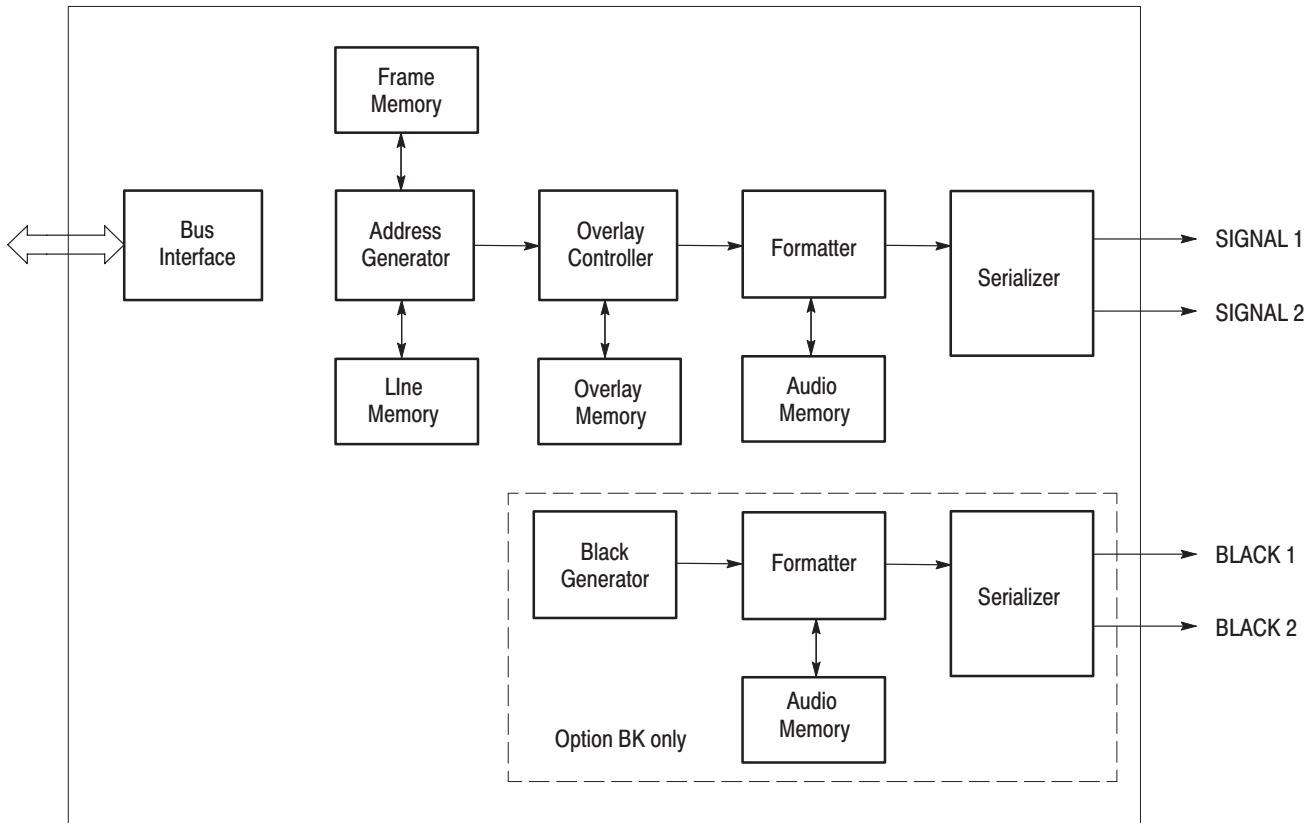 Frame
Memory
Bus
Interface
Address
Generator
Overlay
Controller
Formatter
Serializer
SIGNAL 1
SIGNAL 2
LIne
Memory
Overlay
Memory
Audio
Memory
Black
Generator
Formatter
Serializer
BLACK 1
BLACK 2
Audio
Memory
Option BK only